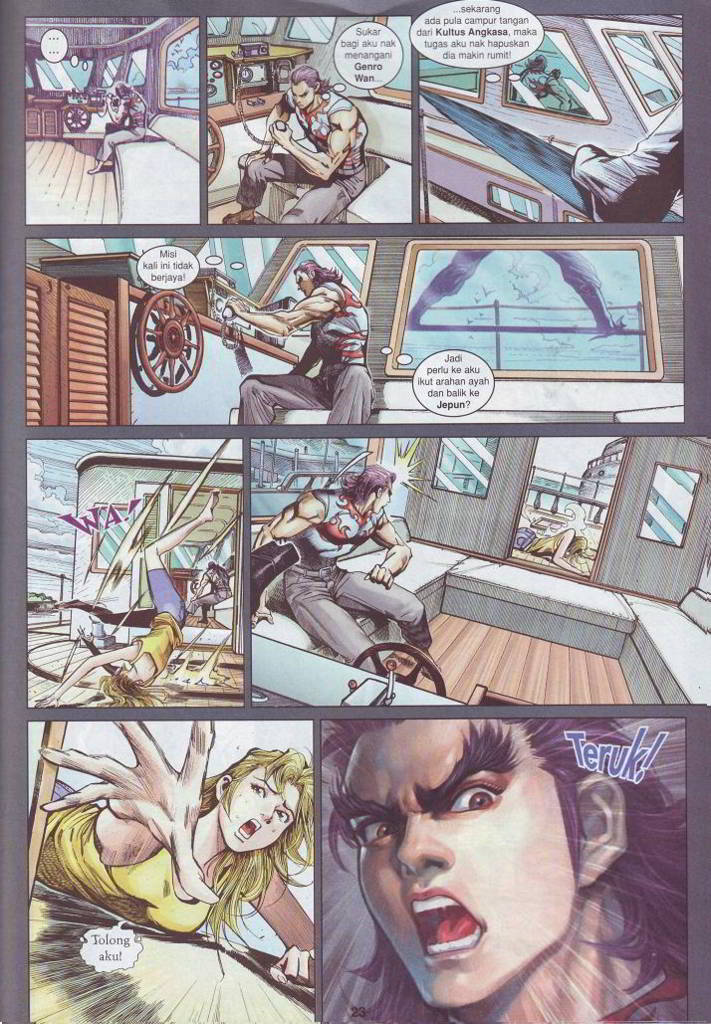 ...
...
Sukar
bagi aku nak
menangani
Genro
Wan...
...sekarang
ada pula campur tangan
dari Kultus Angkasa, maka
tugas aku nak hapuskan
dia makin rumit!
Misi
kali ini tidak
berjaya!
Jadi
perlu ke aku
ikut arahan ayah
dan balik ke
Jepun?
WA!
Tolong
aku!
Teruk!
23